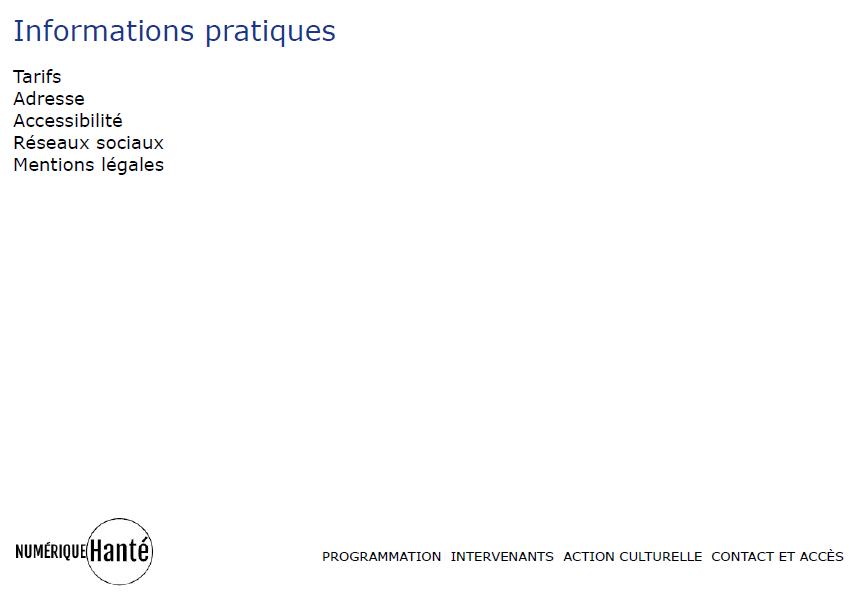 Informations pratiques
Tarifs
Adresse
Accessibilité
Réseaux sociaux
Mentions légales
NUMÉRIQUE Hanté
PROGRAMMATION INTERVENANTS ACTION CULTURELLE CONTACT ET ACCÈS